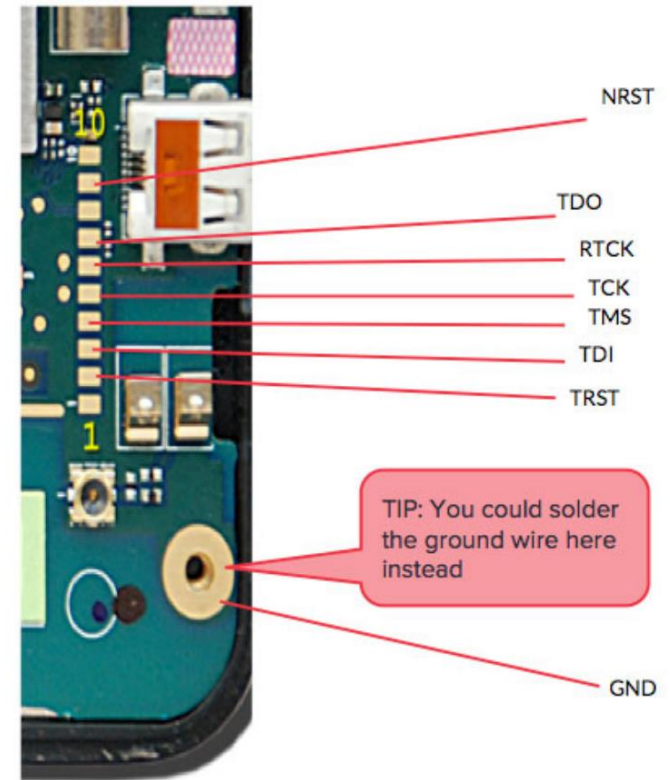 NRST
10
TDO
RTCK
TCK
TMS
TDI
TRST
1
TIP: You could solder
the ground wire here
instead
GND